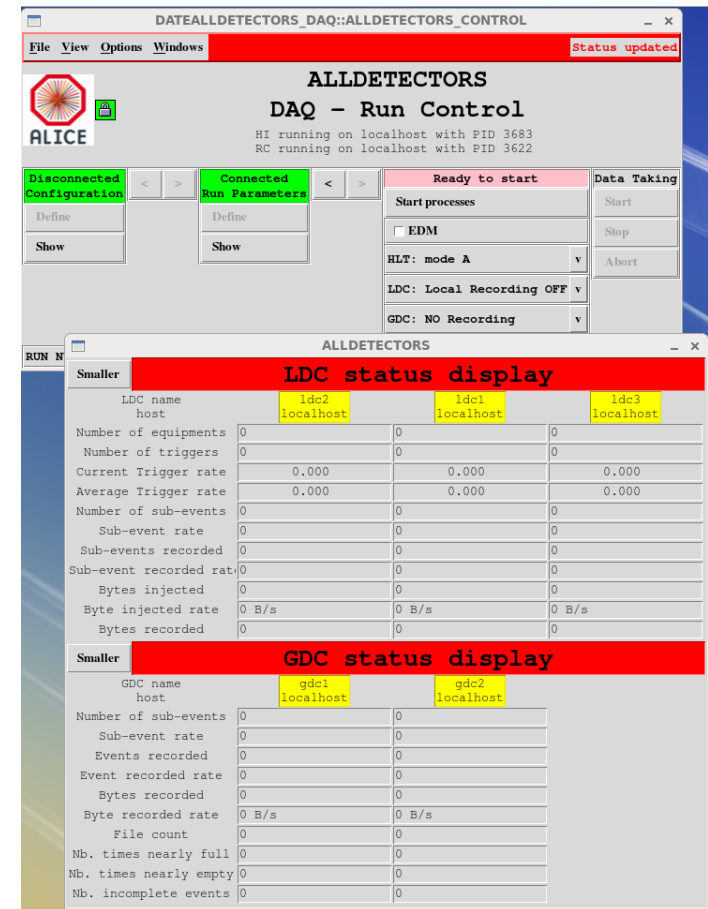 DATEALLDETECTORS_DAQ::ALLDETECTORS_CONTROL
File View Options Windows Status updated
ALICE
ALLDETECTORS
DAQ – Run Control
HI running on localhost with PID 3683
RC running on localhost with PID 3622
Disconnected Configuration < > Connected Run Parameters < > Ready to start Data Taking
Define Define Start processes Start
Show Show EDM Stop
HLT: mode A v Abort
LDC: Local Recording OFF v
GDC: NO Recording v
RUN N
ALLDETECTORS
Smaller LDC status display
LDC name ldc2 ldc1 ldc3
host localhost localhost localhost
Number of equipments 0 0 0
Number of triggers 0 0 0
Current Trigger rate 0.000 0.000 0.000
Average Trigger rate 0.000 0.000 0.000
Number of sub-events 0 0 0
Sub-event rate 0 0 0
Sub-events recorded 0 0 0
Sub-event recorded rat 0 0 0
Bytes injected 0 0 0
Byte injected rate 0 B/s 0 B/s 0 B/s
Bytes recorded 0 0 0
Smaller GDC status display
GDC name gdc1 gdc2
host localhost localhost
Number of sub-events 0 0
Sub-event rate 0 0
Events recorded 0 0
Event recorded rate 0 0
Bytes recorded 0 0
Byte recorded rate 0 B/s 0 B/s
File count 0 0
Nb. times nearly full 0 0
Nb. times nearly empty 0 0
Nb. incomplete events 0 0